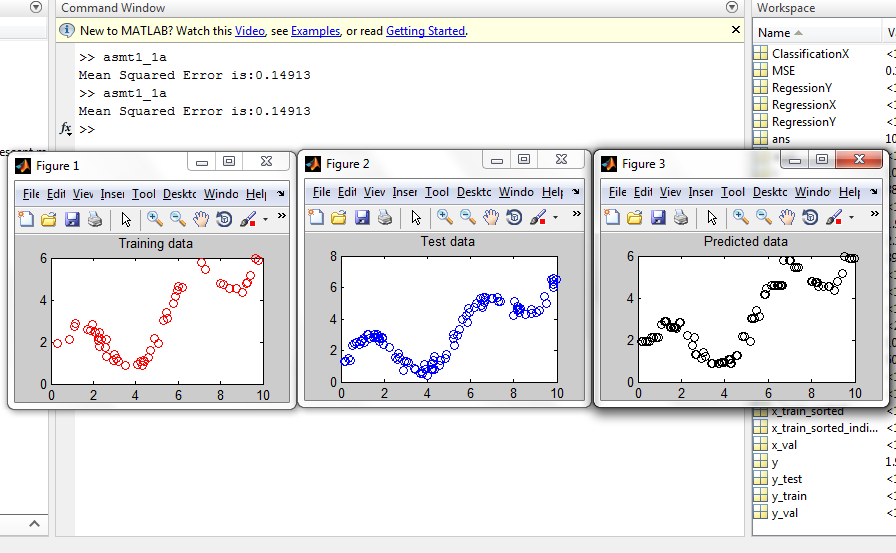 Command Window
Workspace
New to MATLAB? Watch this Video, see Examples, or read Getting Started.
Name
>> asmt1_1a
Mean Squared Error is:0.14913
>> asmt1_1a
Mean Squared Error is:0.14913
>>
fx
ClassificationX
MSE
RegessionY
RegressionX
RegressionY
ans
10
Figure 1
File Edit View Inser Tool Deskto Windo Help
Training data
6
4
2
0
0 2 4 6 8 10
Figure 2
File Edit View Inser Tool Deskto Windo Help
Test data
8
6
4
2
0
0 2 4 6 8 10
Figure 3
File Edit View Inser Tool Deskto Windo Help
Predicted data
6
4
2
0
0 2 4 6 8 10
x_train_sorted
x_train_sorted_indi...
x_val
y
y_test
y_train
y_val